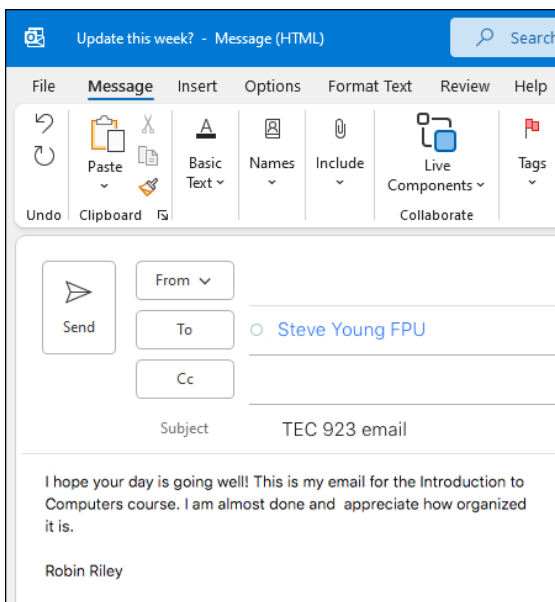 Update this week? - Message (HTML)
Search
File Message Insert Options Format Text Review Help
Paste
Basic Text
Names
Include
Live Components
Tags
Undo Clipboard Collaborate
From
Send
To
Steve Young FPU
Cc
Subject TEC 923 email
I hope your day is going well! This is my email for the Introduction to
Computers course. I am almost done and  appreciate how organized
it is.
Robin Riley